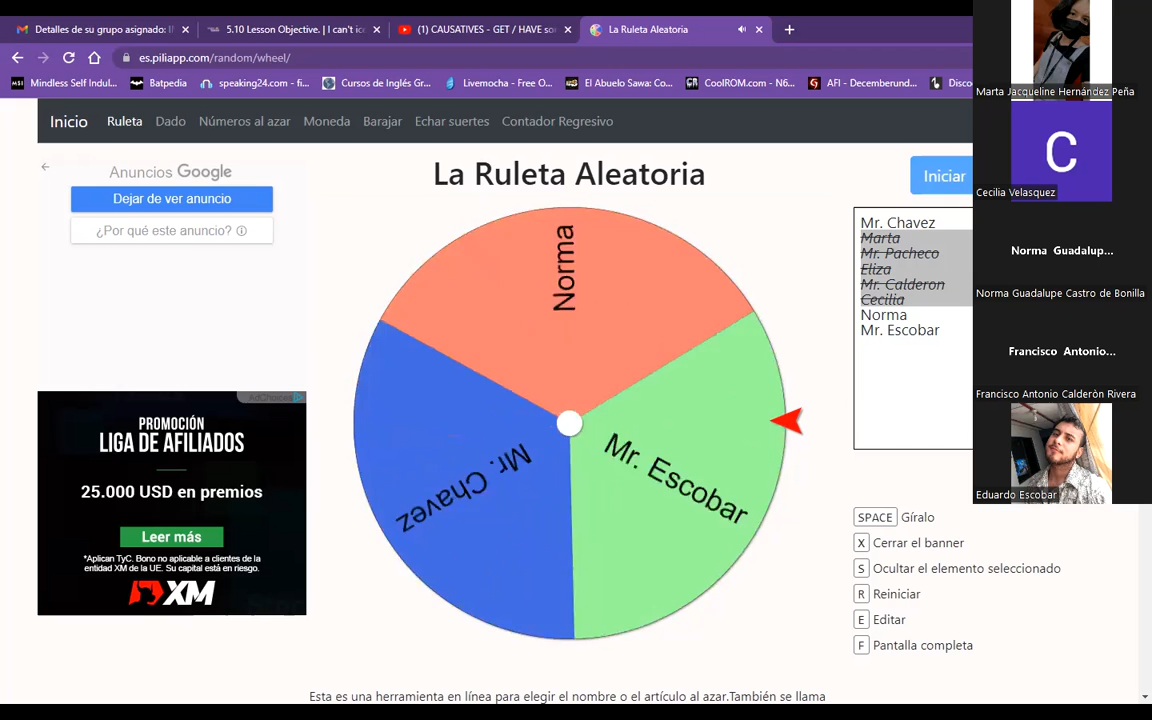 Detalles de su grupo asignado: I
5.10 Lesson Objective. | I can't ic
(1) CAUSATIVES - GET / HAVE so
La Ruleta Aleatoria
es.piliapp.com/random/wheel/
Mindless Self Indul...
Batpedia
speaking24.com - fi...
Cursos de Inglés Gr...
Livemocha - Free O...
El Abuelo Sawa: Co...
CoolROM.com - N6...
AFI - Decemberund...
Disco
Inicio
Ruleta
Dado
Números al azar
Moneda
Barajar
Echar suertes
Contador Regresivo
Anuncios Google
Dejar de ver anuncio
¿Por qué este anuncio?
AdChoices
PROMOCIÓN
LIGA DE AFILIADOS
25.000 USD en premios
Leer más
*Aplican TyC. Bono no aplicable a clientes de la
entidad XM de la UE. Su capital está en riesgo.
XM
La Ruleta Aleatoria
Norma
Mr. Chavez
Mr. Escobar
Iniciar
Mr. Chavez
Marta
Mr. Pacheco
Eliza
Mr. Calderon
Cecilia
Norma
Mr. Escobar
SPACE Gíralo
X Cerrar el banner
S Ocultar el elemento seleccionado
R Reiniciar
E Editar
F Pantalla completa
Esta es una herramienta en línea para elegir el nombre o el artículo al azar.También se llama
Marta Jacqueline Hernández Peña
C
Cecilia Velasquez
Norma Guadalup...
Norma Guadalupe Castro de Bonilla
Francisco Antonio...
Francisco Antonio Calderòn Rivera
Eduardo Escobar